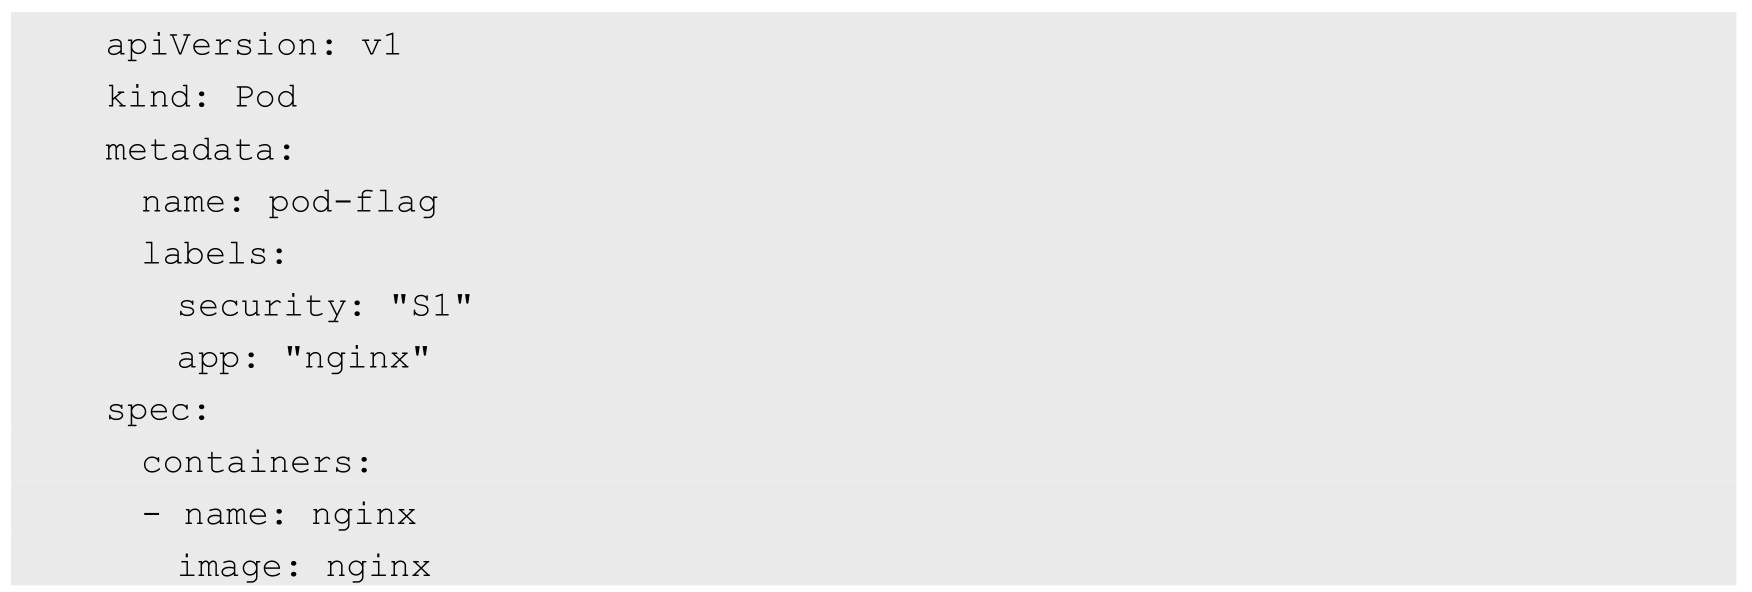 apiVersion: v1
kind: Pod
metadata:
  name: pod-flag
  labels:
    security: "S1"
    app: "nginx"
spec:
  containers:
  - name: nginx
    image: nginx